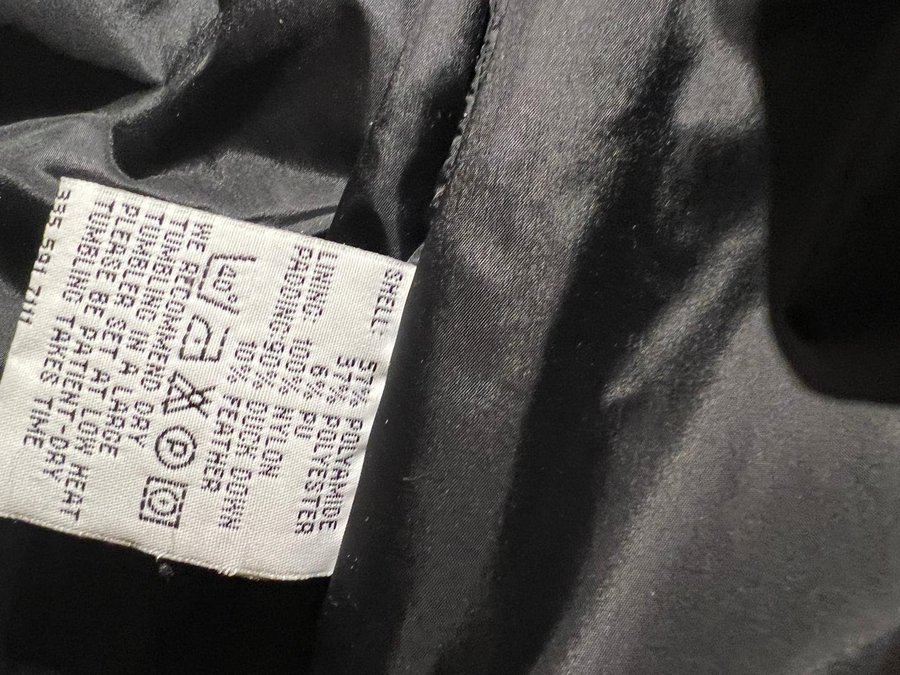 SHELL: 57% POLYAMIDE
37% POLYESTER
6% PU
LINING: 100% NYLON
PADDING: 90% DUCK DOWN
10% FEATHER
P
WE RECOMMEND DRY
TUMBLING IN A LARGE
TUMBLER SET AT LOW HEAT
PLEASE BE PATIENT-DRY
TUMBLING TAKES TIME
335.591.7111